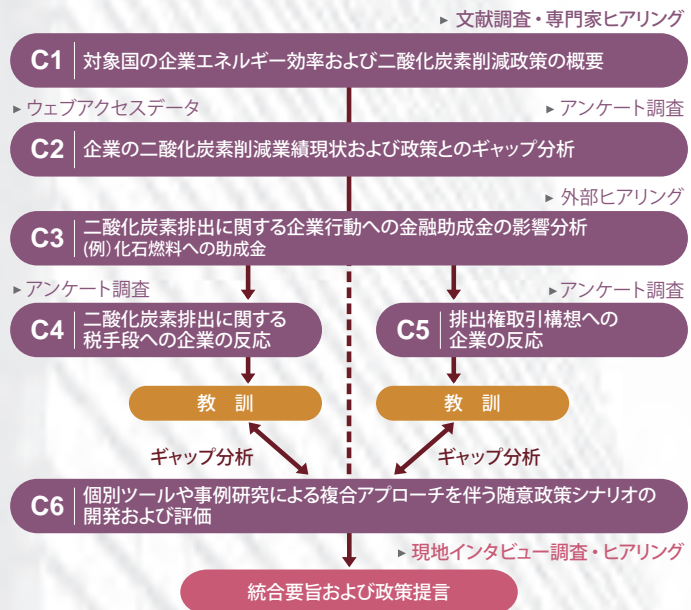 ▸ 文献調査・専門家ヒアリング
C1 対象国の企業エネルギー効率および二酸化炭素削減政策の概要
▸ ウェブアクセスデータ
▸ アンケート調査
C2 企業の二酸化炭素削減業績現状および政策とのギャップ分析
▸ 外部ヒアリング
C3 二酸化炭素排出に関する企業行動への金融助成金の影響分析
(例)化石燃料への助成金
▸ アンケート調査
▸ アンケート調査
C4 二酸化炭素排出に関する
税手段への企業の反応
C5 排出権取引構想への
企業の反応
教 訓
教 訓
ギャップ分析
ギャップ分析
C6 個別ツールや事例研究による複合アプローチを伴う随意政策シナリオの
開発および評価
▸ 現地インタビュー調査・ヒアリング
統合要旨および政策提言